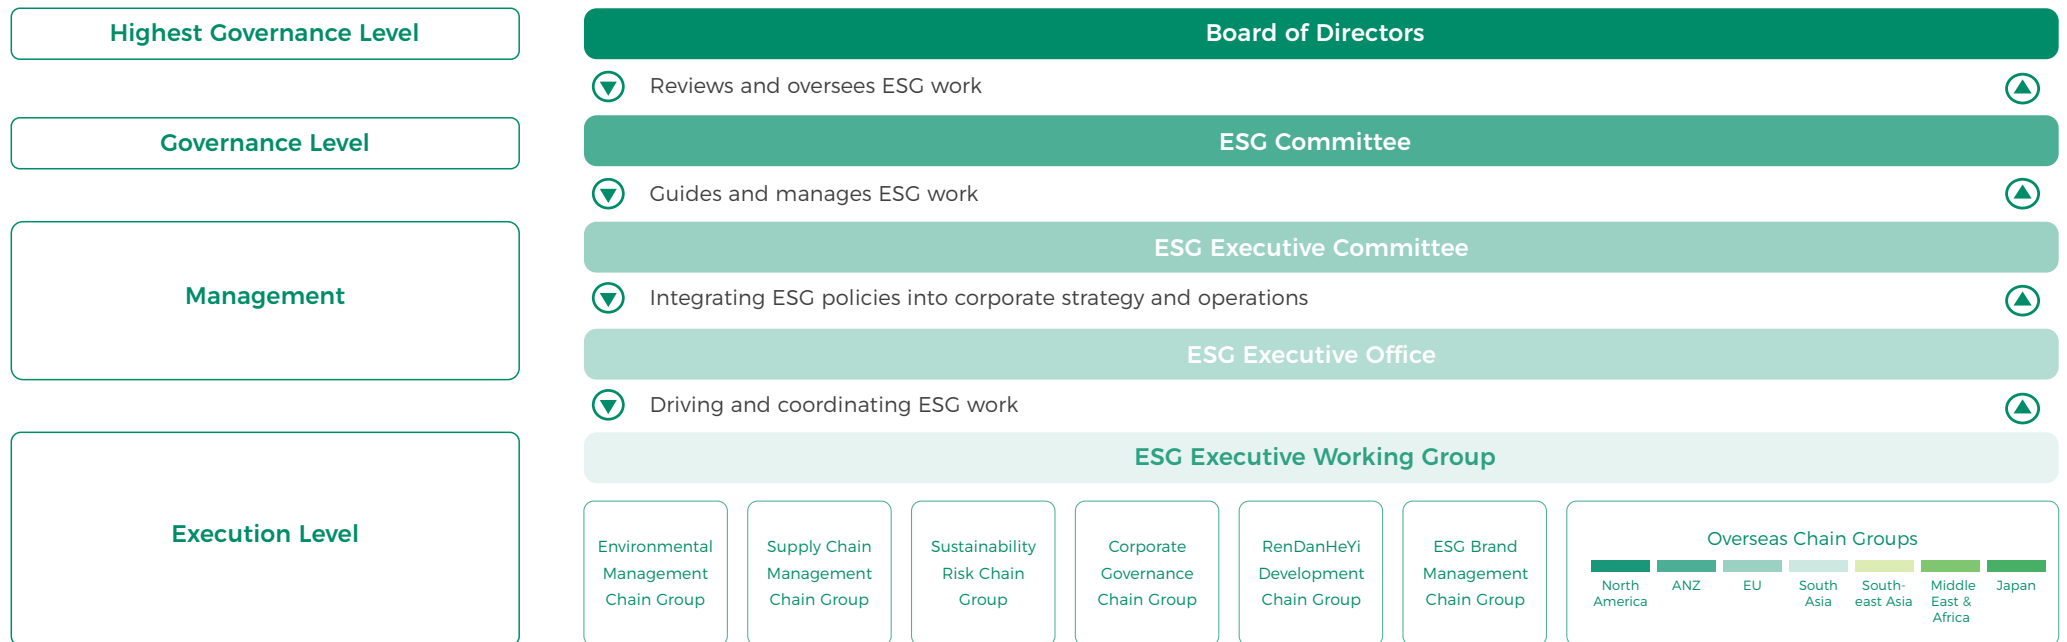 Highest Governance Level
Board of Directors
Reviews and oversees ESG work
Governance Level
ESG Committee
Guides and manages ESG work
ESG Executive Committee
Management
Integrating ESG policies into corporate strategy and operations
ESG Executive Office
Driving and coordinating ESG work
ESG Executive Working Group
Execution Level
Environmental
Management
Chain Group
Supply Chain
Management
Chain Group
Sustainability
Risk Chain
Group
Corporate
Governance
Chain Group
RenDanHeYi
Development
Chain Group
ESG Brand
Management
Chain Group
Overseas Chain Groups
North
America
ANZ
EU
South
Asia
South-
east Asia
Middle
East &
Africa
Japan